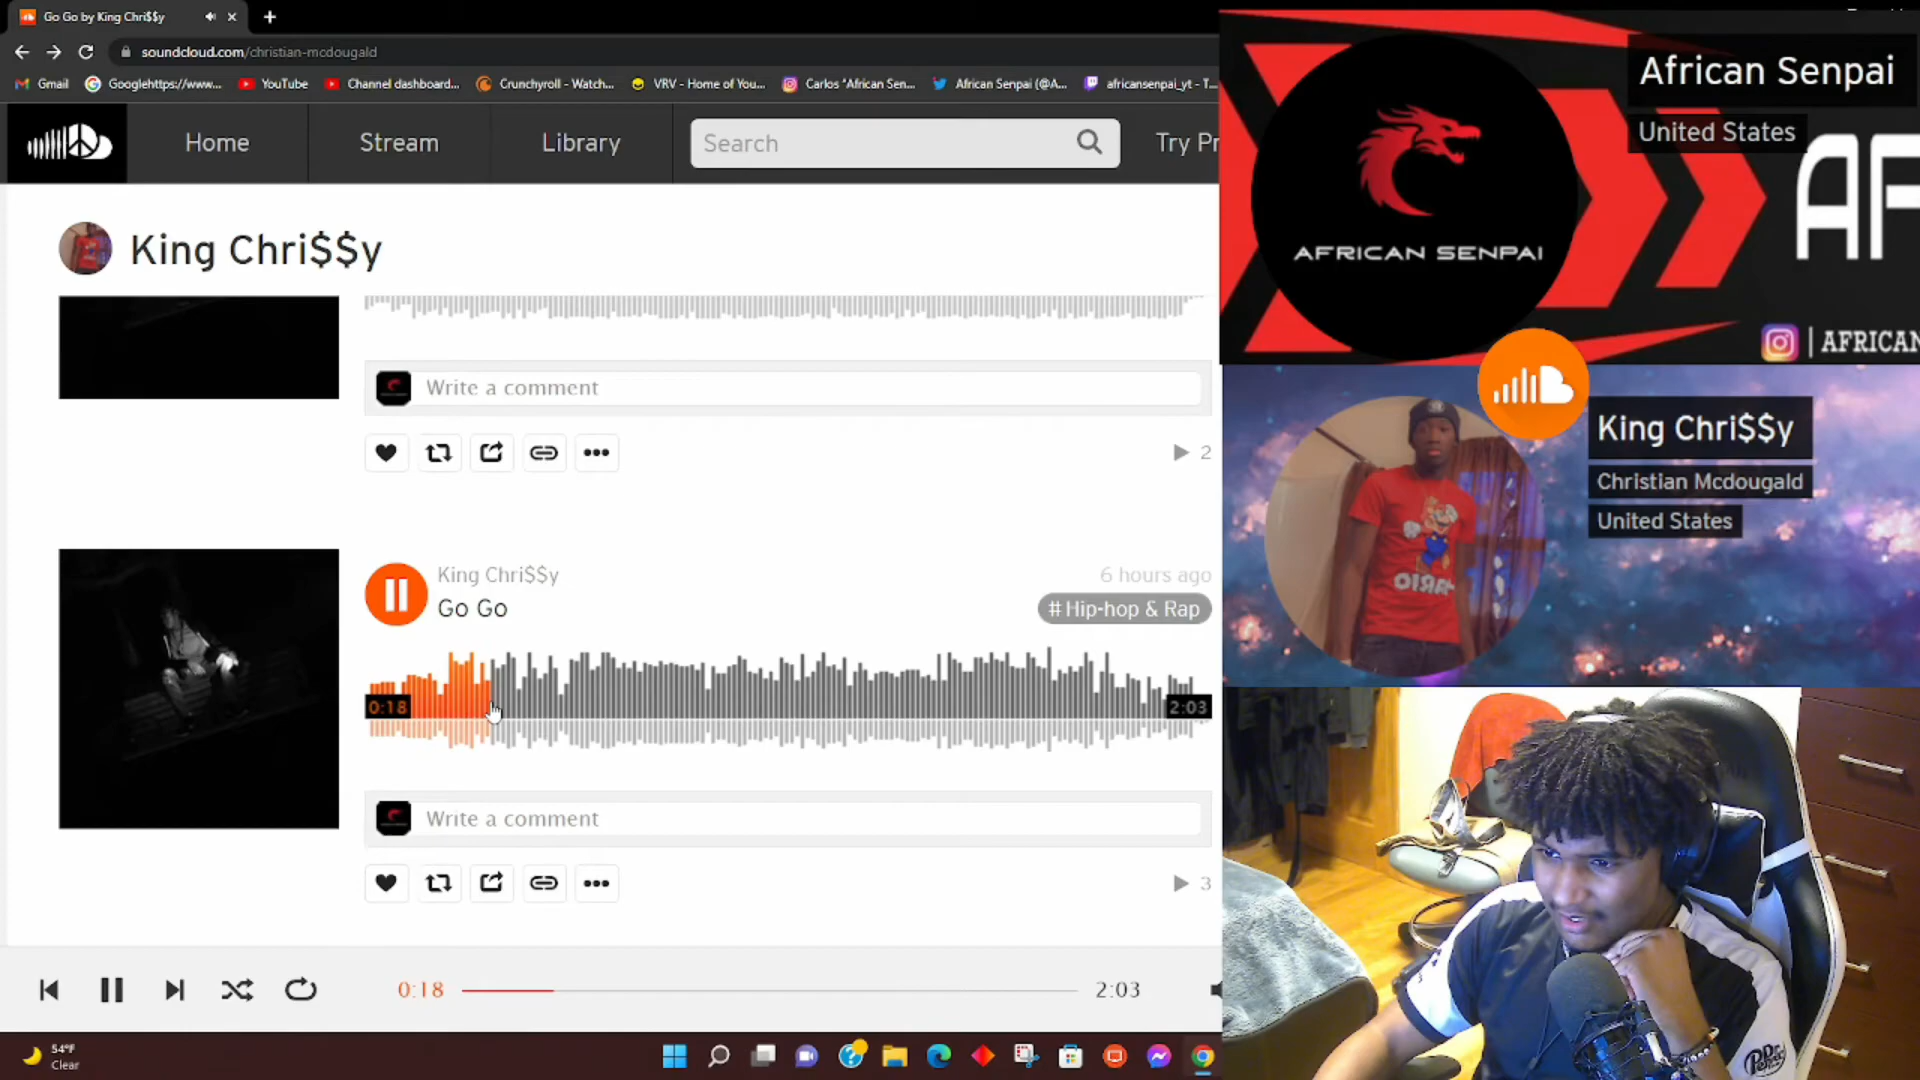 Go Go by King Chri$$y
soundcloud.com/christian-mcdougald
Gmail
Googlehttps://www...
YouTube
Channel dashboard...
Crunchyroll - Watch...
VRV - Home of You...
Carlos "African Sen...
African Senpai (@A...
africansenpai_yt - T...
Home
Stream
Library
Search
Try Pr
King Chri$$y
Write a comment
2
King Chri$$y
Go Go
6 hours ago
# Hip-hop & Rap
0:18
2:03
Write a comment
3
0:18
2:03
54°F
Clear
African Senpai
United States
AFRICAN SENPAI
AF
| AFRICAN
King Chri$$y
Christian Mcdougald
United States
MARIO